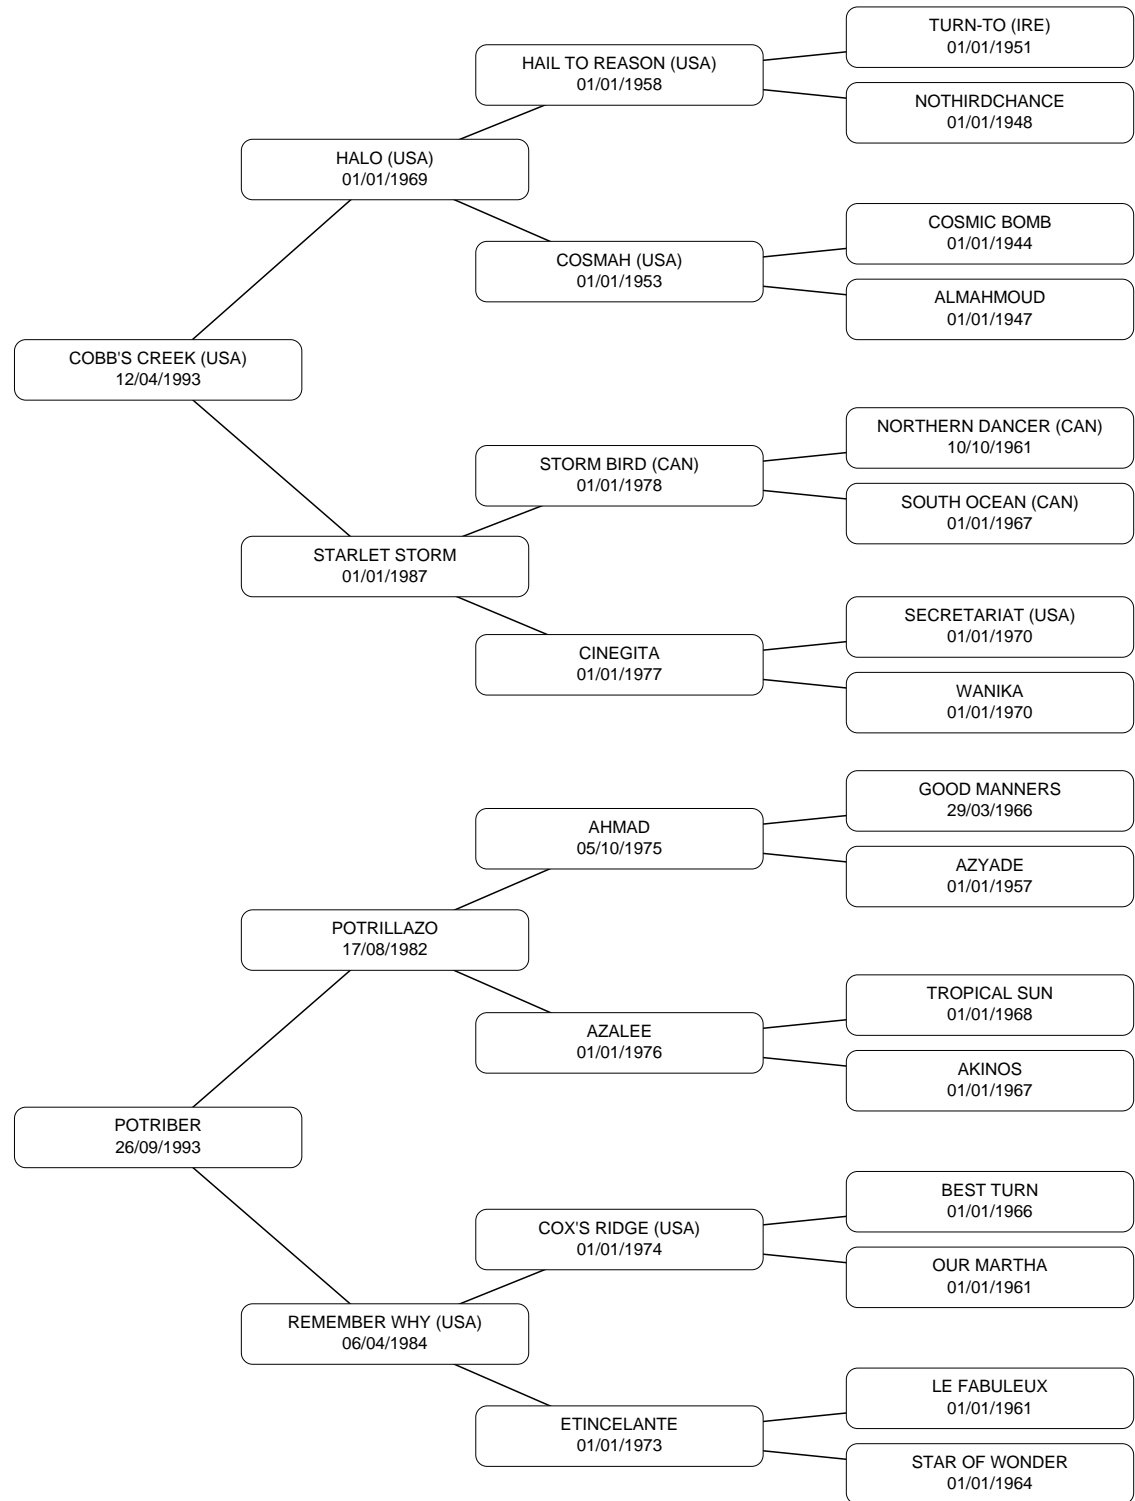 TURN-TO (IRE)
01/01/1951
HAIL TO REASON (USA)
01/01/1958
NOTHIRDCHANCE
01/01/1948
HALO (USA)
01/01/1969
COSMIC BOMB
01/01/1944
COSMAH (USA)
01/01/1953
ALMAHMOUD
01/01/1947
COBB'S CREEK (USA)
12/04/1993
NORTHERN DANCER (CAN)
10/10/1961
STORM BIRD (CAN)
01/01/1978
SOUTH OCEAN (CAN)
01/01/1967
STARLET STORM
01/01/1987
SECRETARIAT (USA)
01/01/1970
CINEGITA
01/01/1977
WANIKA
01/01/1970
GOOD MANNERS
29/03/1966
AHMAD
05/10/1975
AZYADE
01/01/1957
POTRILLAZO
17/08/1982
TROPICAL SUN
01/01/1968
AZALEE
01/01/1976
AKINOS
01/01/1967
POTRIBER
26/09/1993
BEST TURN
01/01/1966
COX'S RIDGE (USA)
01/01/1974
OUR MARTHA
01/01/1961
REMEMBER WHY (USA)
06/04/1984
LE FABULEUX
01/01/1961
ETINCELANTE
01/01/1973
STAR OF WONDER
01/01/1964